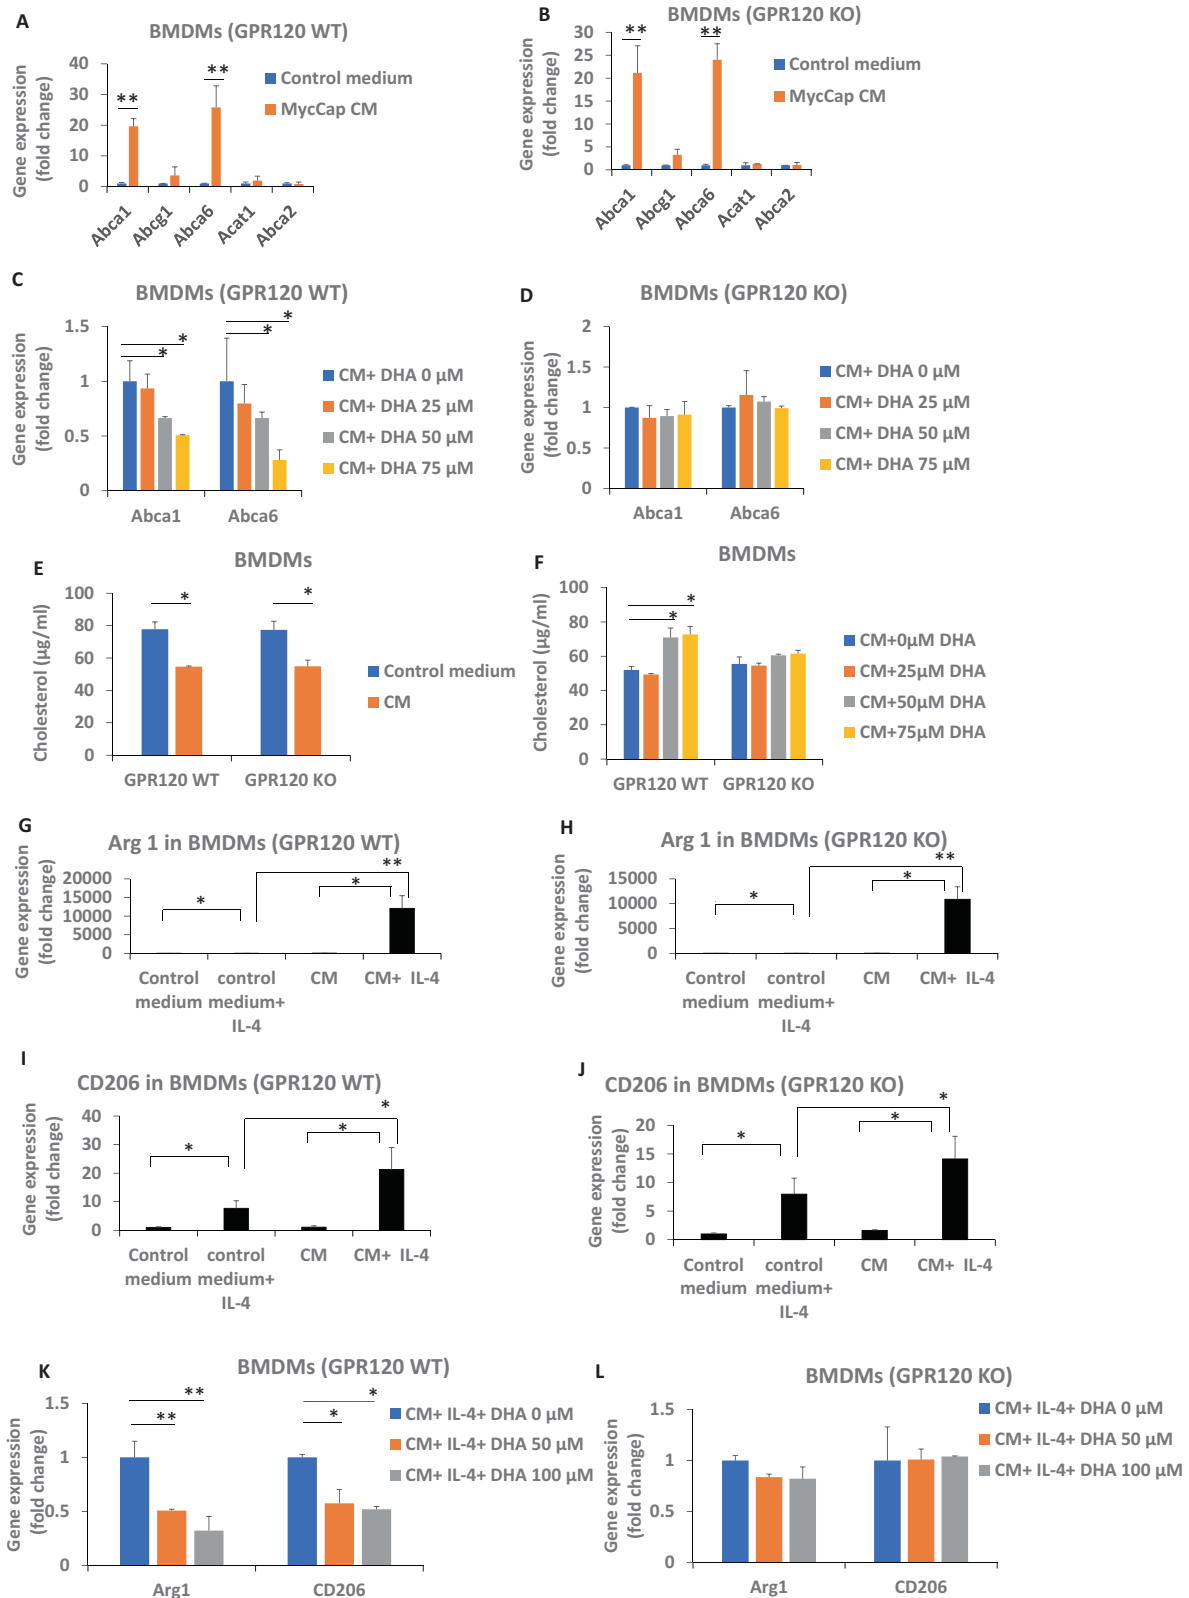 A
BMDMs (GPR120 WT)
Gene expression
(fold change)
40
30
20
10
0
**
**
Control medium
MycCap CM
Abca1
Abcg1
Abca6
Acat1
Abca2
B
BMDMs (GPR120 KO)
Gene expression
(fold change)
30
25
20
15
10
5
0
**
**
Control medium
MycCap CM
Abca1
Abcg1
Abca6
Acat1
Abca2
C
BMDMs (GPR120 WT)
Gene expression
(fold change)
1.5
1
0.5
0
*
*
*
*
CM+ DHA 0 µM
CM+ DHA 25 µM
CM+ DHA 50 µM
CM+ DHA 75 µM
Abca1
Abca6
D
BMDMs (GPR120 KO)
Gene expression
(fold change)
2
1.5
1
0.5
0
CM+ DHA 0 µM
CM+ DHA 25 µM
CM+ DHA 50 µM
CM+ DHA 75 µM
Abca1
Abca6
E
BMDMs
Cholesterol (µg/ml)
100
80
60
40
20
0
*
*
Control medium
CM
GPR120 WT
GPR120 KO
F
BMDMs
Cholesterol (µg/ml)
100
80
60
40
20
0
*
*
CM+0µM DHA
CM+25µM DHA
CM+50µM DHA
CM+75µM DHA
GPR120 WT
GPR120 KO
G
Arg 1 in BMDMs (GPR120 WT)
Gene expression
(fold change)
20000
15000
10000
5000
0
*
*
**
Control
medium
control
medium+
IL-4
CM
CM+ IL-4
H
Arg 1 in BMDMs (GPR120 KO)
Gene expression
(fold change)
15000
10000
5000
0
*
*
**
Control
medium
control
medium+
IL-4
CM
CM+ IL-4
I
CD206 in BMDMs (GPR120 WT)
Gene expression
(fold change)
40
30
20
10
0
*
*
*
Control
medium
control
medium+
IL-4
CM
CM+ IL-4
J
CD206 in BMDMs (GPR120 KO)
Gene expression
(fold change)
20
15
10
5
0
*
*
*
Control
medium
control
medium+
IL-4
CM
CM+ IL-4
K
BMDMs (GPR120 WT)
Gene expression
(fold change)
1.5
1
0.5
0
**
**
*
*
CM+ IL-4+ DHA 0 µM
CM+ IL-4+ DHA 50 µM
CM+ IL-4+ DHA 100 µM
Arg1
CD206
L
BMDMs (GPR120 KO)
Gene expression
(fold change)
1.5
1
0.5
0
CM+ IL-4+ DHA 0 µM
CM+ IL-4+ DHA 50 µM
CM+ IL-4+ DHA 100 µM
Arg1
CD206